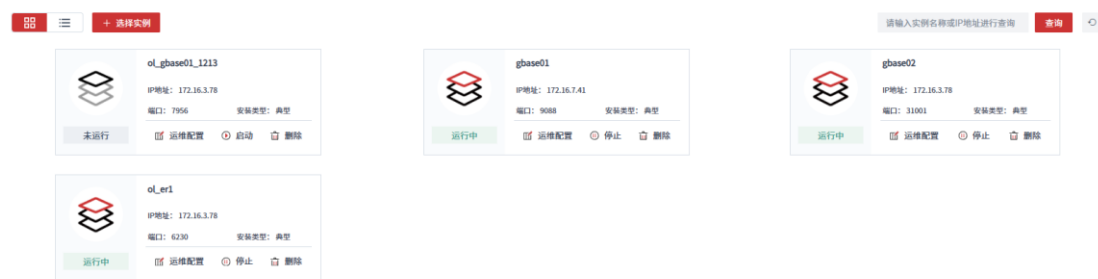 + 选择实例
请输入实例名称或IP地址进行查询
查询
ol_gbase01_1213
IP地址： 172.16.3.78
端口： 7956 安装类型： 典型
未运行 运维配置 启动 删除
gbase01
IP地址： 172.16.7.41
端口： 9088 安装类型： 典型
运行中 运维配置 停止 删除
gbase02
IP地址： 172.16.3.78
端口： 31001 安装类型： 典型
运行中 运维配置 停止 删除
ol_er1
IP地址： 172.16.3.78
端口： 6230 安装类型： 典型
运行中 运维配置 停止 删除